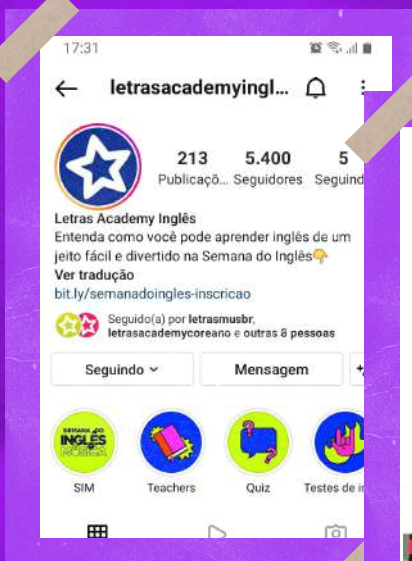 17:31
letrasacademyingl...
213 5.400 5
Publicaçõ... Seguidores Seguind
Letras Academy Inglês
Entenda como você pode aprender inglês de um
jeito fácil e divertido na Semana do Inglês👇
Ver tradução
bit.ly/semanadoingles-inscricao
Seguido(a) por letrasmusbr,
letrasacademycoreano e outras 8 pessoas
Seguindo Mensagem
SEMANA DO
INGLÊS
MÚSICA
SIM Teachers Quiz Testes de in